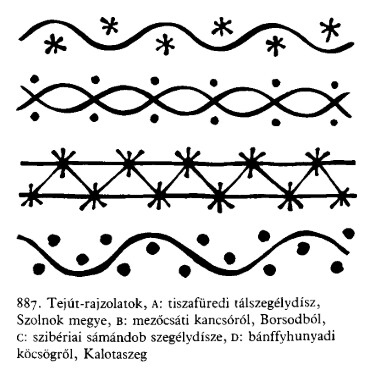 887. Tejút-rajzolatok, A: tiszafüredi tálszegélydísz,
Szolnok megye, B: mezőcsáti kancsóról, Borsodból,
C: szibériai sámándob szegélydísze, D: bánffyhunyadi
köcsögről, Kalotaszeg